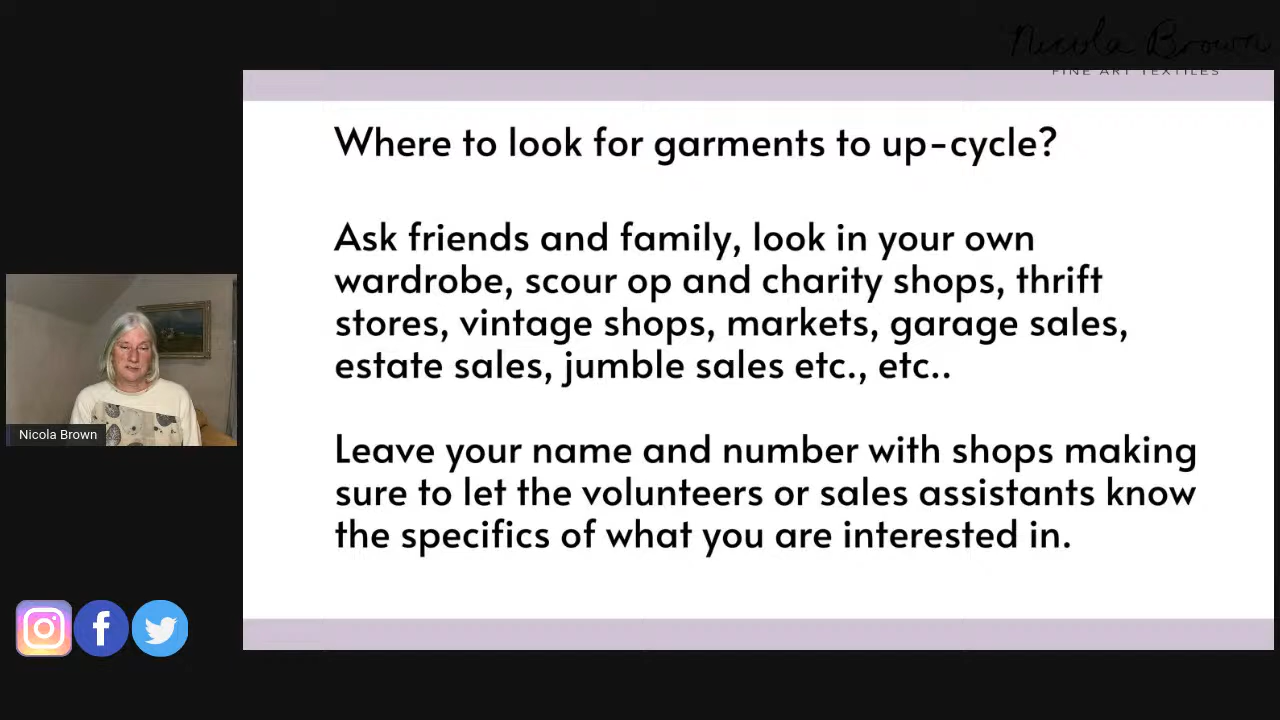 Nicola Brown
FINE ART TEXTILES
Where to look for garments to up-cycle?
Ask friends and family, look in your own
wardrobe, scour op and charity shops, thrift
stores, vintage shops, markets, garage sales,
estate sales, jumble sales etc., etc..
Leave your name and number with shops making
sure to let the volunteers or sales assistants know
the specifics of what you are interested in.
Nicola Brown